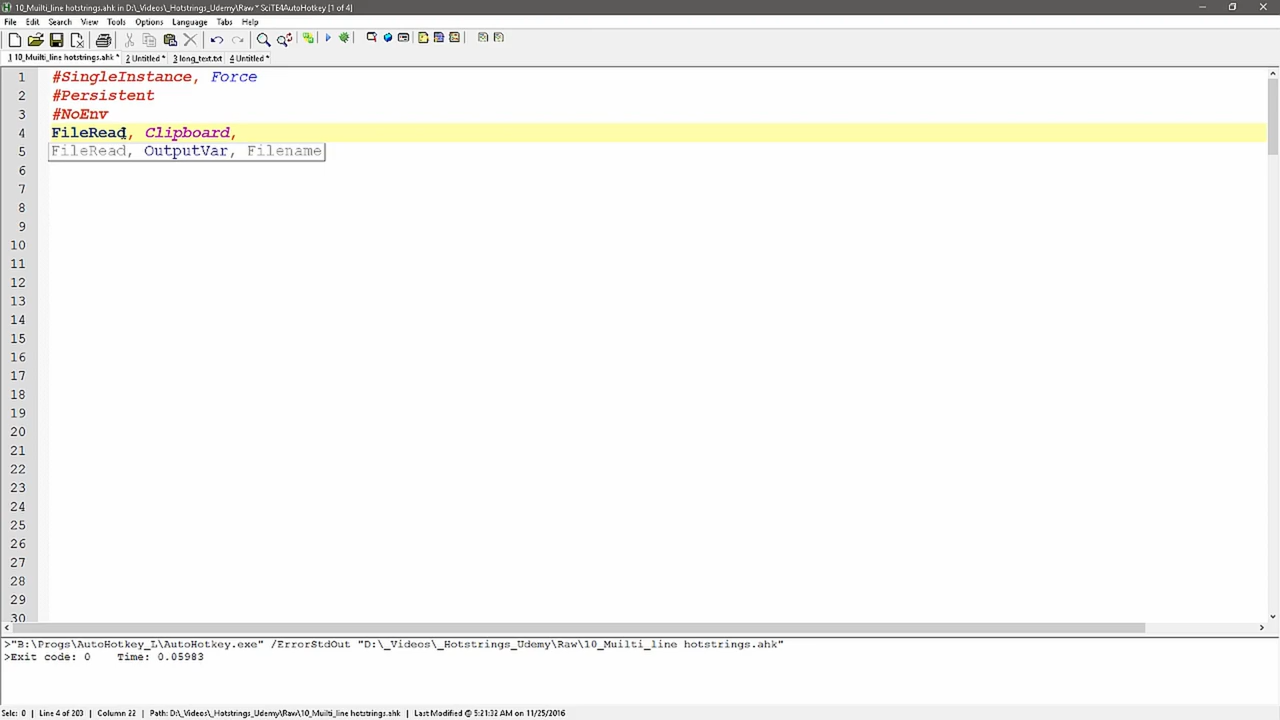 10_Muilti_line hotstrings.ahk in D:\_Videos\_Hotstrings_Udemy\Raw * SciTE4AutoHotkey [1 of 4]
File Edit Search View Tools Options Language Tabs Help
1 10_Muilti_line hotstrings.ahk * 2 Untitled * 3 long_text.txt 4 Untitled *
1 #SingleInstance, Force
2 #Persistent
3 #NoEnv
4 FileRead, Clipboard,
5 FileRead, OutputVar, Filename
6
7
8
9
10
11
12
13
14
15
16
17
18
19
20
21
22
23
24
25
26
27
28
29
30
>"B:\Progs\AutoHotkey_L\AutoHotkey.exe" /ErrorStdOut "D:\_Videos\_Hotstrings_Udemy\Raw\10_Muilti_line hotstrings.ahk"
>Exit code: 0 Time: 0.05983
Selc: 0 | Line 4 of 203 | Column 22 | Path: D:\_Videos\_Hotstrings_Udemy\Raw\10_Muilti_line hotstrings.ahk | Last Modified @ 5:21:32 AM on 11/25/2016